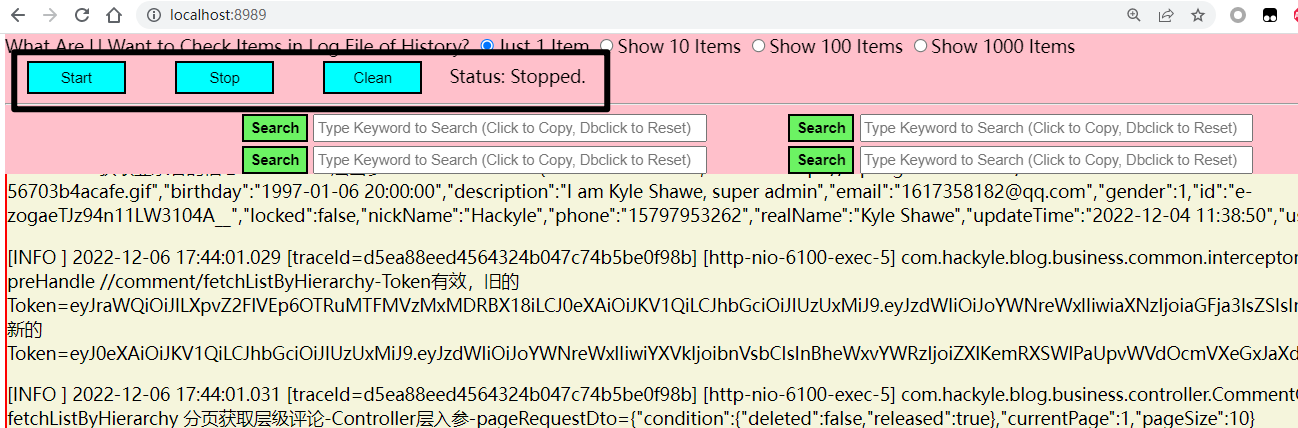 localhost:8989
What Are U Want to Check Items in Log File of History? Just 1 Item Show 10 Items Show 100 Items Show 1000 Items
Start Stop Clean Status: Stopped.
Search Type Keyword to Search (Click to Copy, Dbclick to Reset) Search Type Keyword to Search (Click to Copy, Dbclick to Reset)
Search Type Keyword to Search (Click to Copy, Dbclick to Reset) Search Type Keyword to Search (Click to Copy, Dbclick to Reset)
56703b4acafe.gif","birthday":"1997-01-06 20:00:00","description":"I am Kyle Shawe, super admin","email":"1617358182@qq.com","gender":1,"id":"e-
zogaeTJz94n11LW3104A__","locked":false,"nickName":"Hackyle","phone":"15797953262","realName":"Kyle Shawe","updateTime":"2022-12-04 11:38:50","us
[INFO ] 2022-12-06 17:44:01.029 [traceId=d5ea88eed4564324b047c74b5be0f98b] [http-nio-6100-exec-5] com.hackyle.blog.business.common.interceptor
preHandle //comment/fetchListByHierarchy-Token有效，旧的
Token=eyJraWQiOiJlLXpvZ2FlVEp6OTRuMTFMVzMxMDRBX18iLCJ0eXAiOiJKV1QiLCJhbGciOiJIUzUxMiJ9.eyJzdWIiOiJoYWNreWxlIiwiaXNzIjoiaGFja3lsZSIsIm
新的
Token=eyJ0eXAiOiJKV1QiLCJhbGciOiJIUzUxMiJ9.eyJzdWIiOiJoYWNreWxlIiwiYXVkIjoibnVsbCIsInBheWxvYWRzIjoiZXlKemRXSWlPaUpvWVdOcmVXeGxJaXd
[INFO ] 2022-12-06 17:44:01.031 [traceId=d5ea88eed4564324b047c74b5be0f98b] [http-nio-6100-exec-5] com.hackyle.blog.business.controller.CommentC
fetchListByHierarchy 分页获取层级评论-Controller层入参-pageRequestDto={"condition":{"deleted":false,"released":true},"currentPage":1,"pageSize":10}